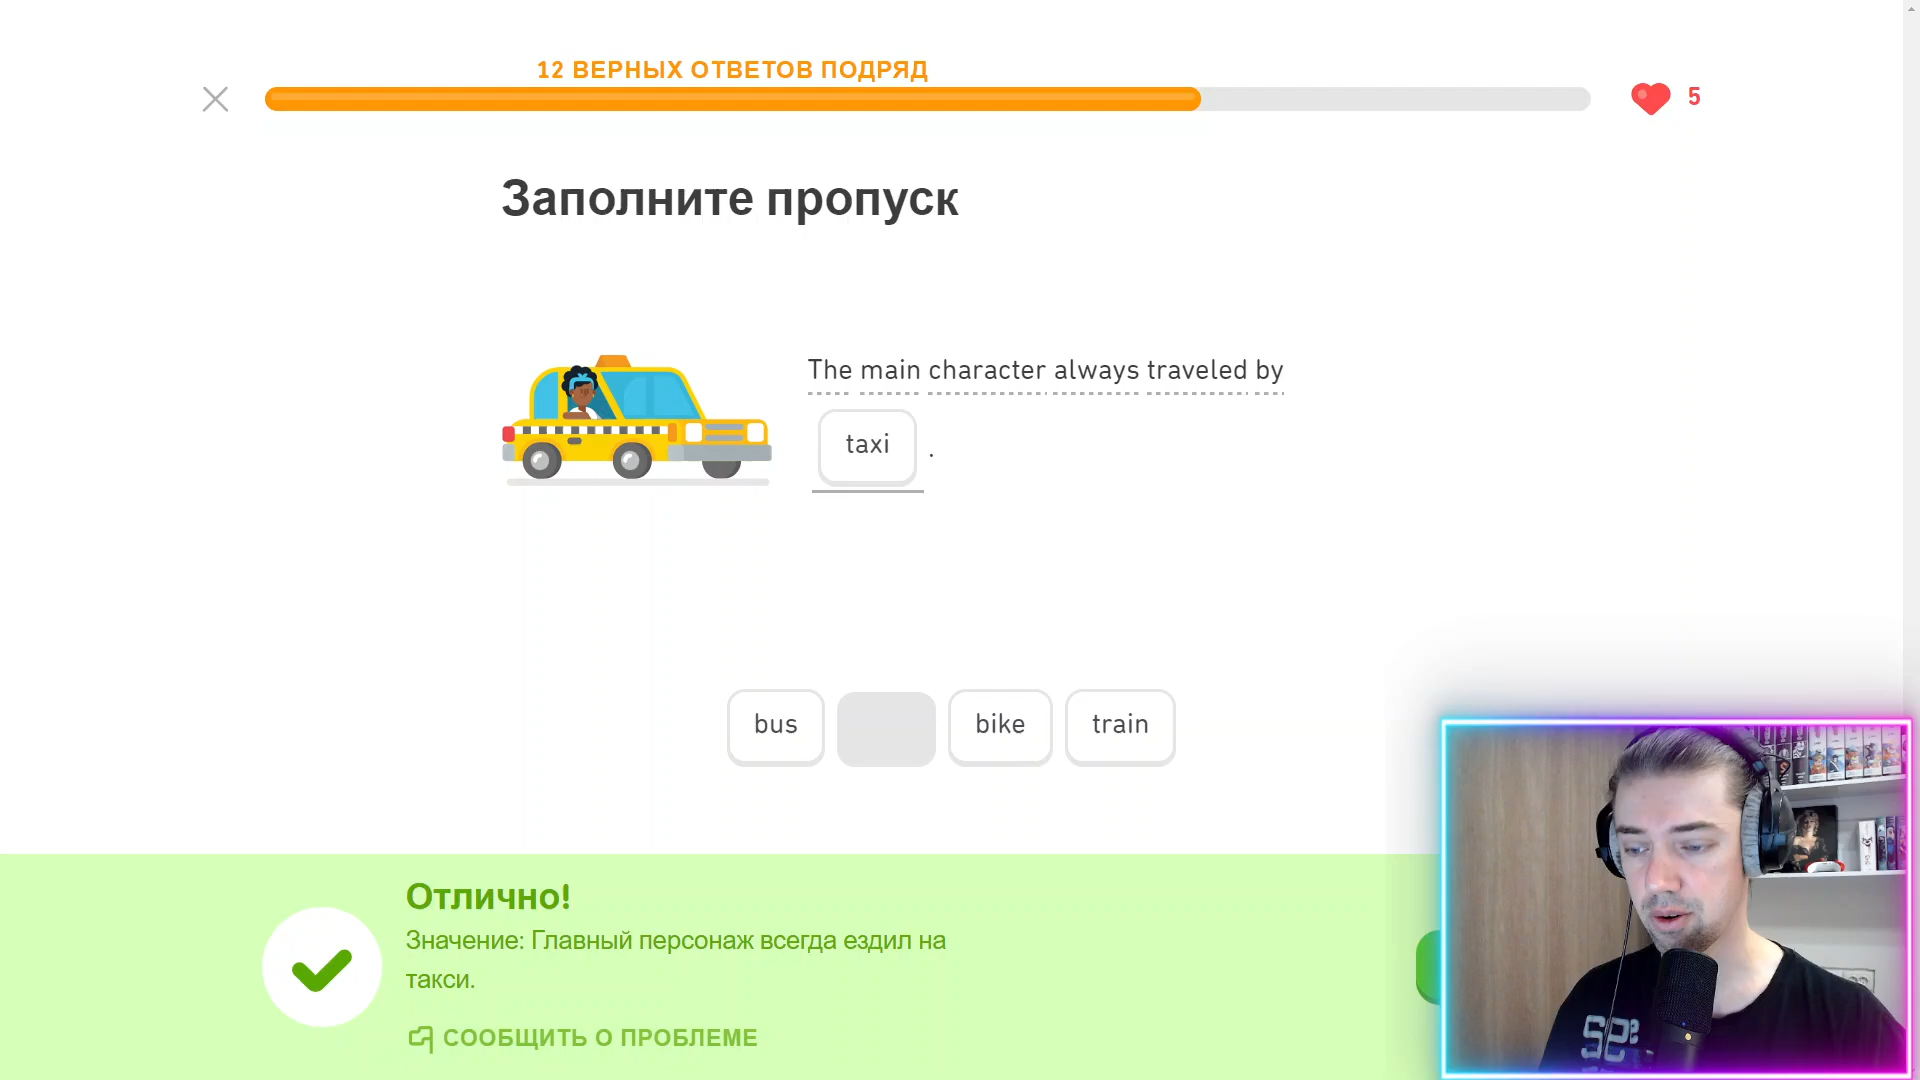 12 ВЕРНЫХ ОТВЕТОВ ПОДРЯД
5
Заполните пропуск
The main character always traveled by
taxi .
bus bike train
Отлично!
Значение: Главный персонаж всегда ездил на
такси.
СООБЩИТЬ О ПРОБЛЕМЕ